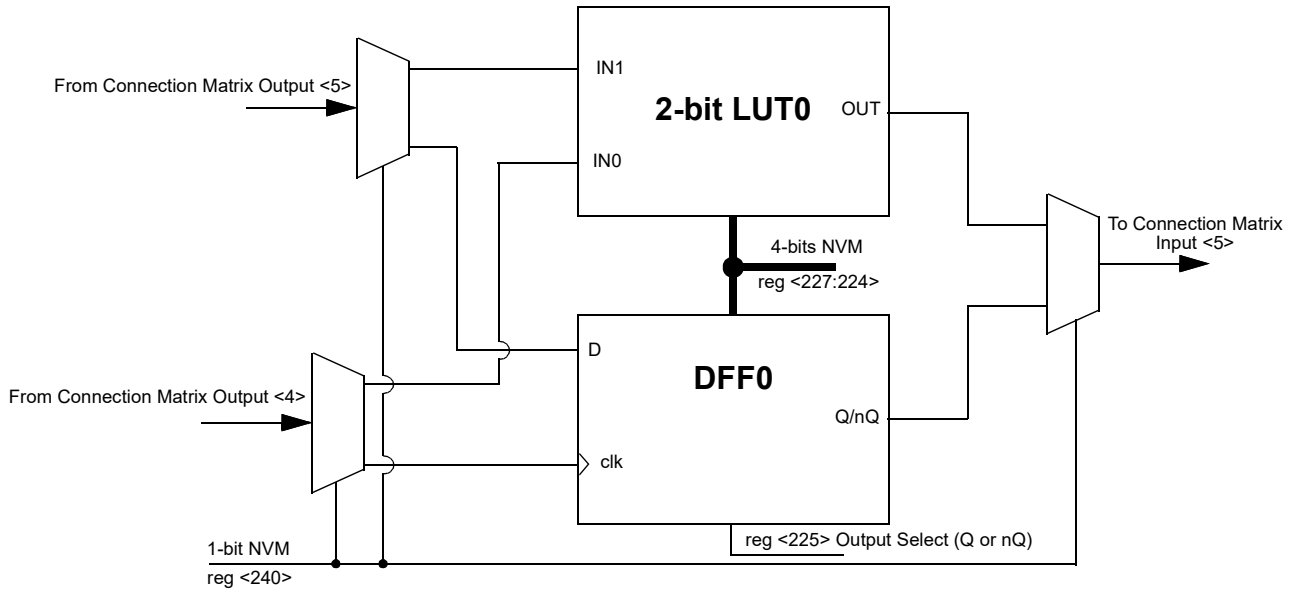 From Connection Matrix Output <5>
IN1
2-bit LUT0
OUT
IN0
To Connection Matrix
Input <5>
4-bits NVM
reg <227:224>
D
DFF0
From Connection Matrix Output <4>
Q/nQ
clk
reg <225> Output Select (Q or nQ)
1-bit NVM
reg <240>